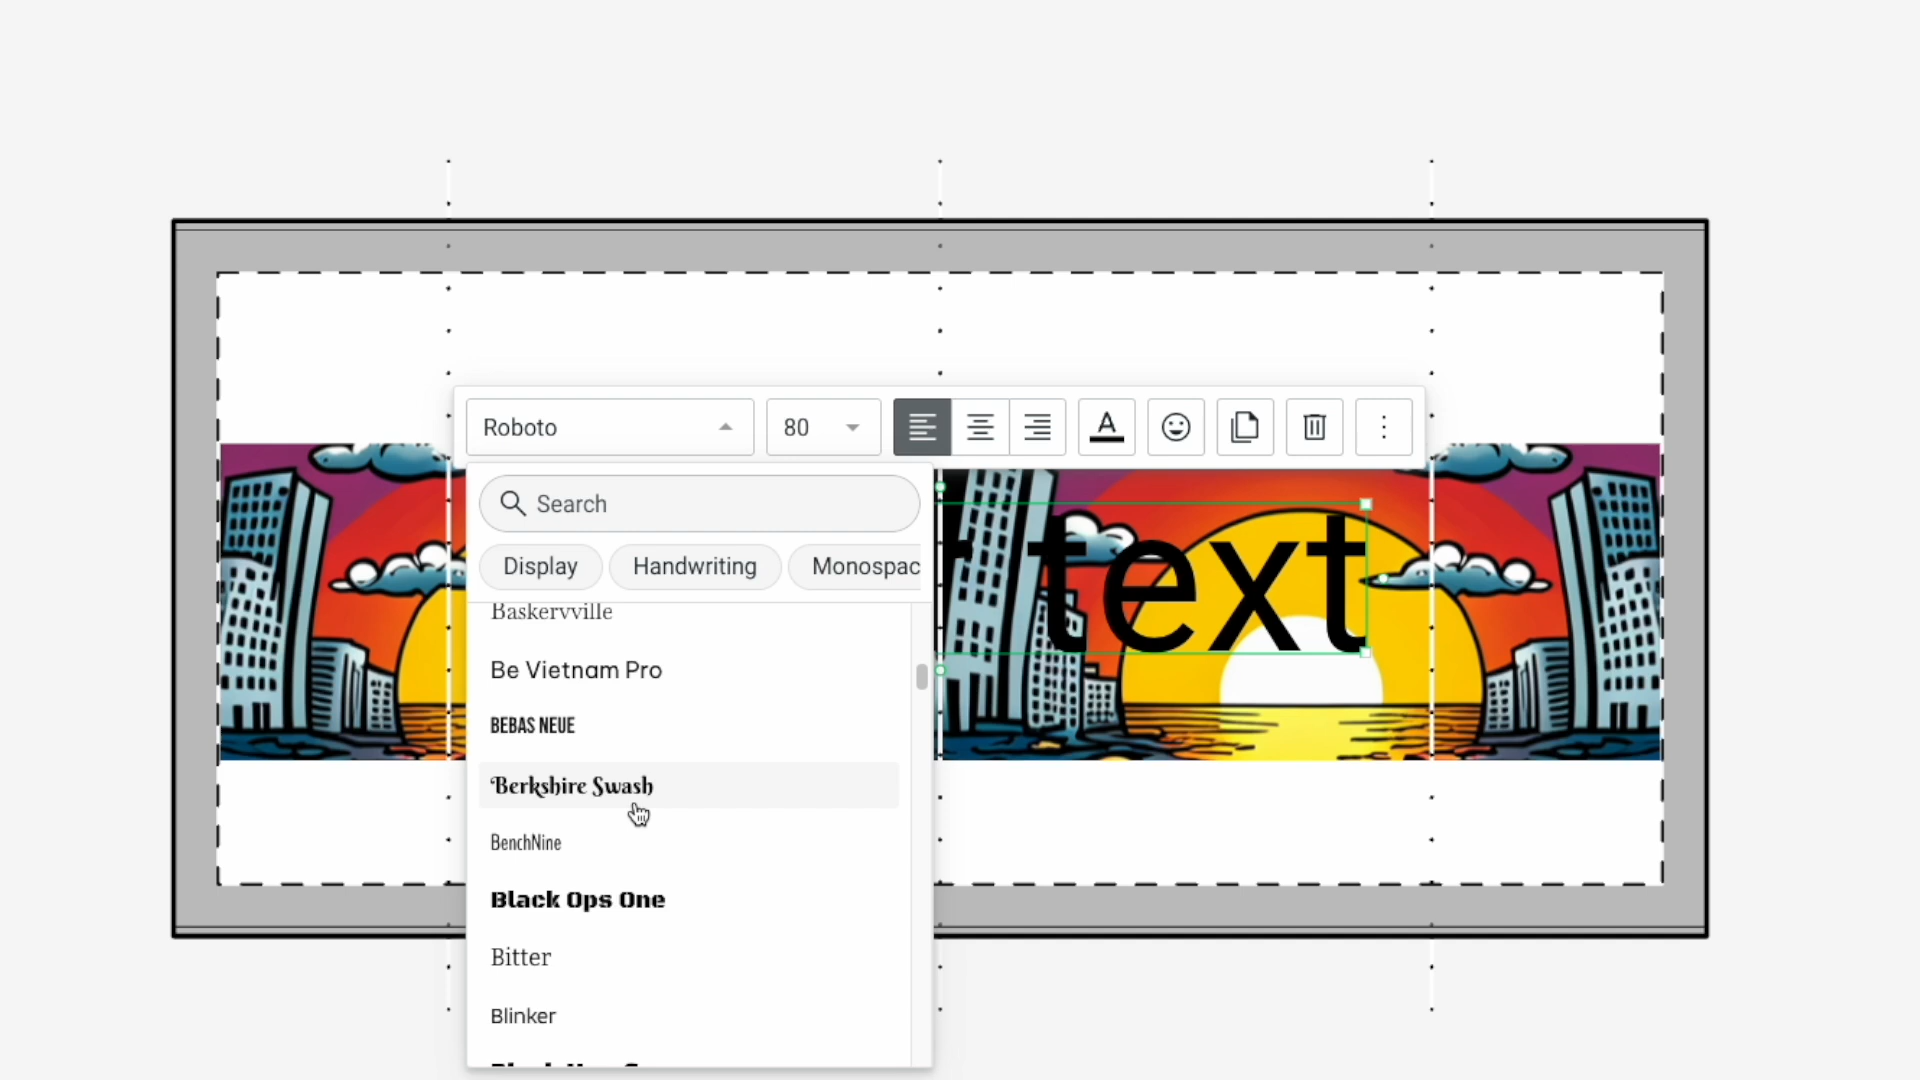 Roboto
80
A
Search
Display Handwriting Monospac
r text
Baskervville
Be Vietnam Pro
BEBAS NEUE
Berkshire Swash
BenchNine
Black Ops One
Bitter
Blinker